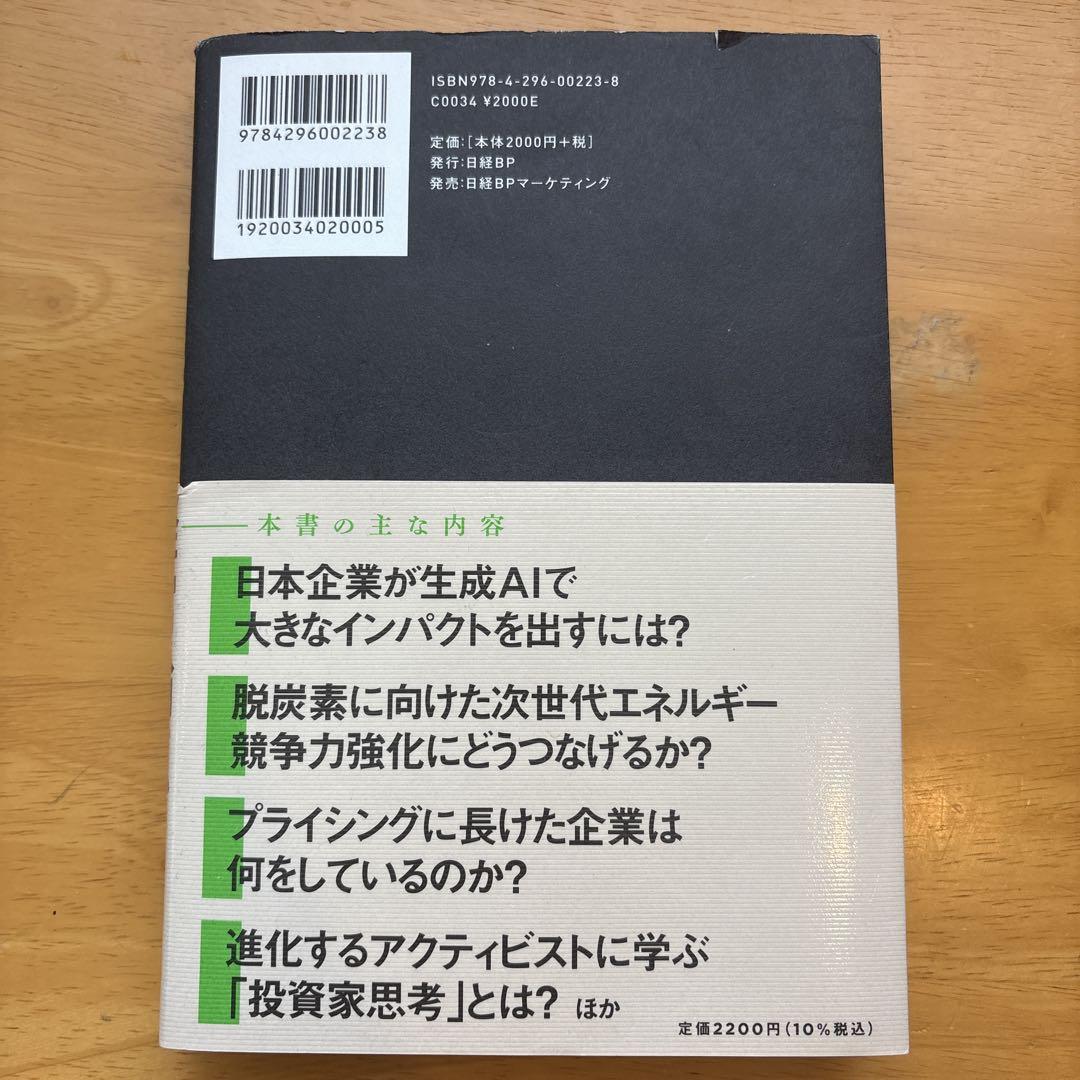 9784296002238
1920034020005
ISBN978-4-296-00223-8
C0034 ¥2000E
定価：［本体2000円＋税］
発行：日経BP
発売：日経BPマーケティング
本書の主な内容
日本企業が生成AIで
大きなインパクトを出すには？
脱炭素に向けた次世代エネルギー
競争力強化にどうつなげるか？
プライシングに長けた企業は
何をしているのか？
進化するアクティビストに学ぶ
「投資家思考」とは？ ほか
定価2200円（10%税込）